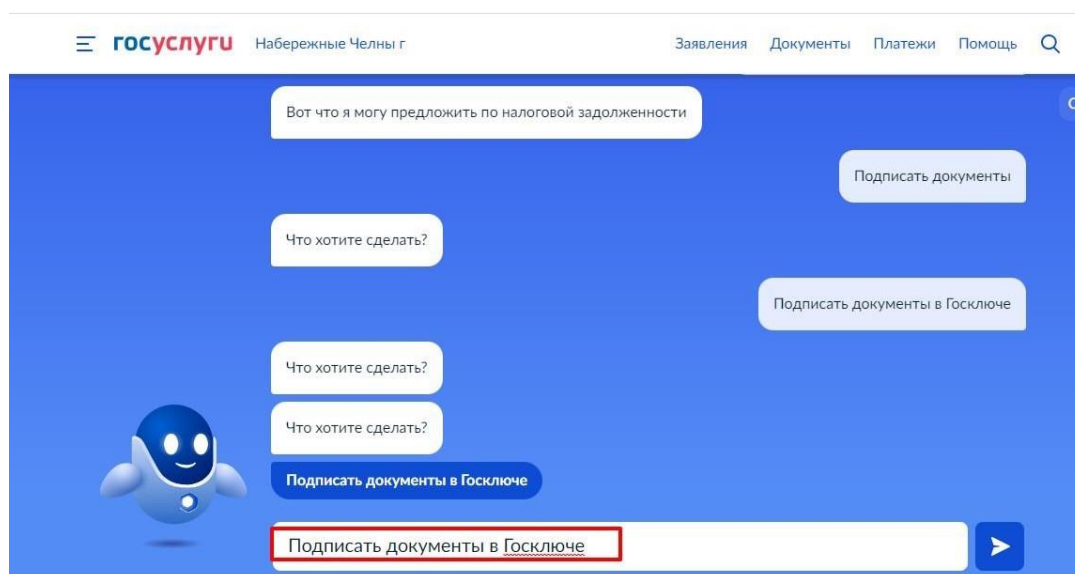 госуслуги Набережные Челны г Заявления Документы Платежи Помощь
Вот что я могу предложить по налоговой задолженности
Подписать документы
Что хотите сделать?
Подписать документы в Госключе
Что хотите сделать?
Что хотите сделать?
Подписать документы в Госключе
Подписать документы в Госключе